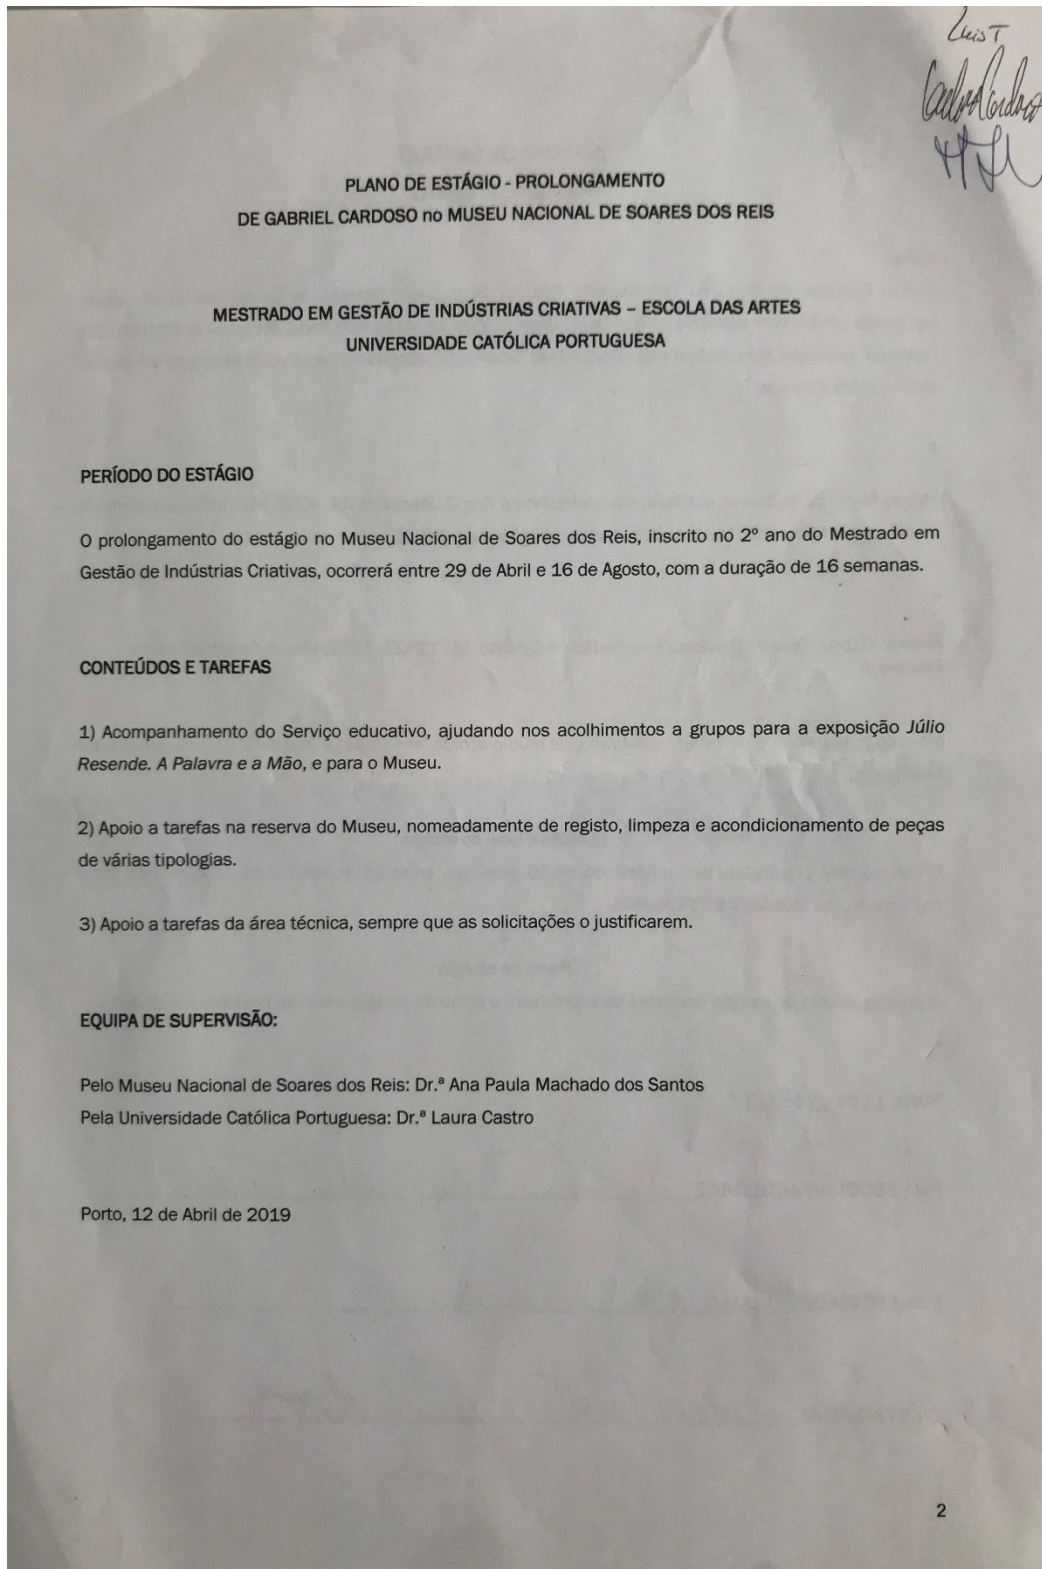 Luis T
PLANO DE ESTÁGIO - PROLONGAMENTO
DE GABRIEL CARDOSO no MUSEU NACIONAL DE SOARES DOS REIS
MESTRADO EM GESTÃO DE INDÚSTRIAS CRIATIVAS – ESCOLA DAS ARTES
UNIVERSIDADE CATÓLICA PORTUGUESA
PERÍODO DO ESTÁGIO
O prolongamento do estágio no Museu Nacional de Soares dos Reis, inscrito no 2º ano do Mestrado em
Gestão de Indústrias Criativas, ocorrerá entre 29 de Abril e 16 de Agosto, com a duração de 16 semanas.
CONTEÚDOS E TAREFAS
1) Acompanhamento do Serviço educativo, ajudando nos acolhimentos a grupos para a exposição Júlio
Resende. A Palavra e a Mão, e para o Museu.
2) Apoio a tarefas na reserva do Museu, nomeadamente de registo, limpeza e acondicionamento de peças
de várias tipologias.
3) Apoio a tarefas da área técnica, sempre que as solicitações o justificarem.
EQUIPA DE SUPERVISÃO:
Pelo Museu Nacional de Soares dos Reis: Dr.ª Ana Paula Machado dos Santos
Pela Universidade Católica Portuguesa: Dr.ª Laura Castro
Porto, 12 de Abril de 2019
2